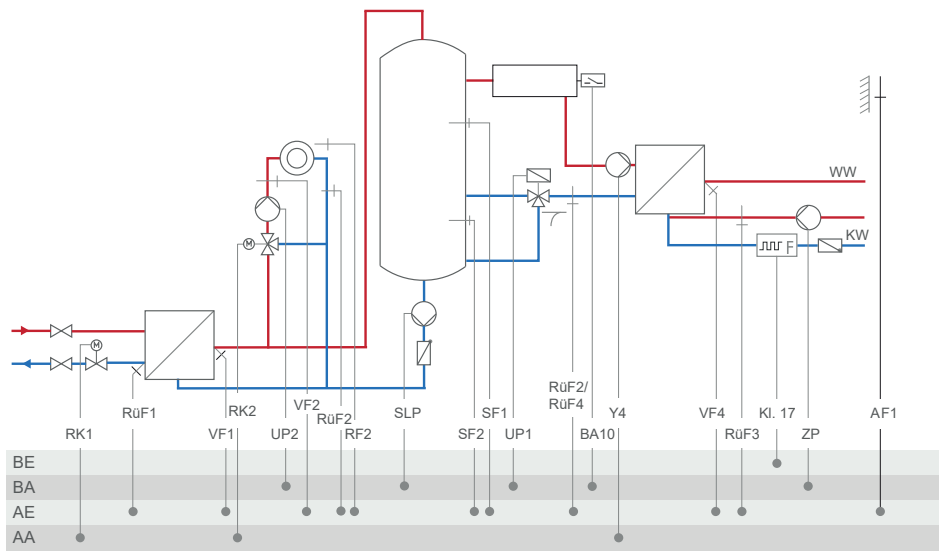 WW
F
KW
M
M
RüF2/
RüF4
RüF1
RK2
VF2
RüF2
SLP
SF1
Y4
VF4
Kl. 17
AF1
RK1
VF1
UP2
RF2
SF2
UP1
BA10
RüF3
ZP
BE
BA
AE
AA